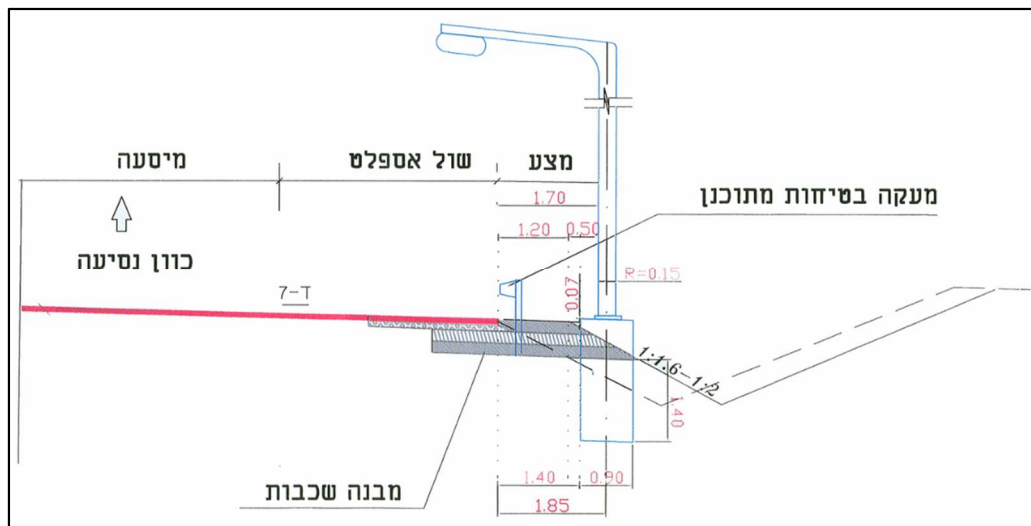 מצע
שול אספלט
מיסעה
1.70
מעקה בטיחות מתוכנן
1.20
0.50
כוון נסיעה
R=0.15
7-ד
0.07
1:1.6-1:2
1.40
1.40
0.90
מבנה שכבות
1.85